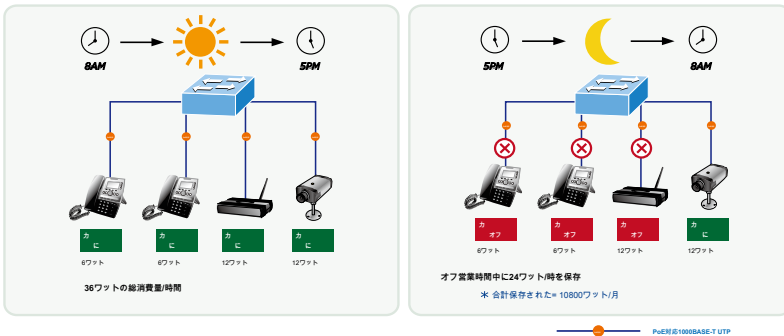 8AM
5PM
カ
に
カ
に
カ
に
カ
に
6ワット
6ワット
12ワット
12ワット
36ワットの総消費量/時間
5PM
8AM
カ
オフ
カ
オフ
カ
オフ
カ
に
6ワット
6ワット
12ワット
12ワット
オフ営業時間中に24ワット/時を保存
* 合計保存された= 10800ワット/月
PoE対応1000BASE-T UTP